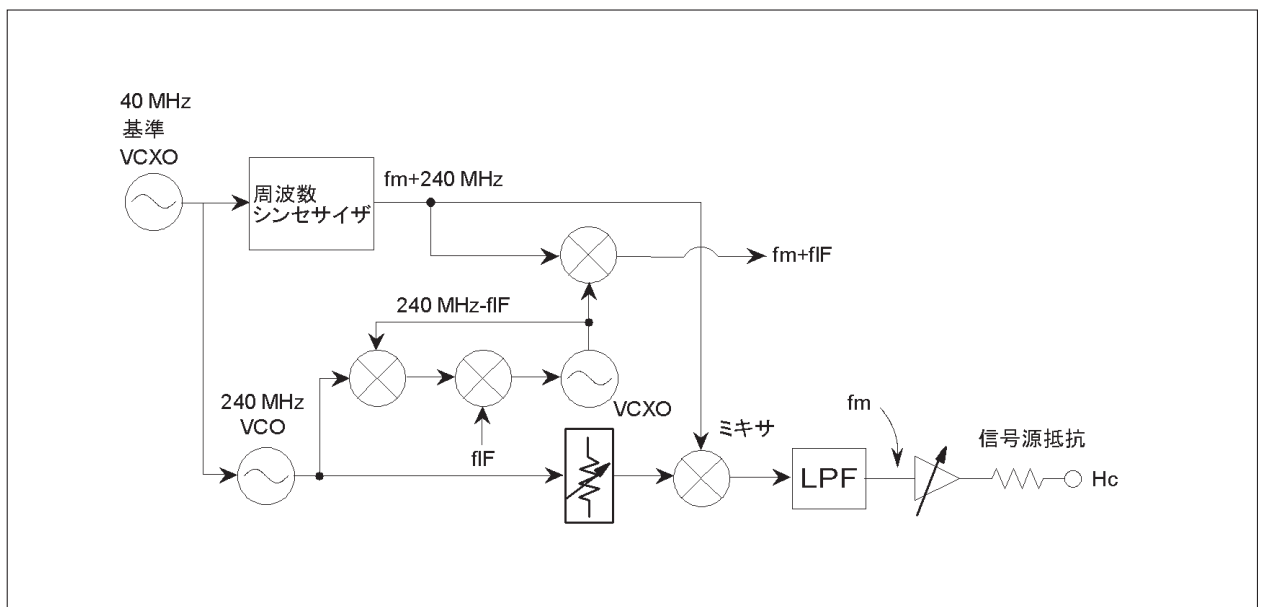 40 MHz
基準
VCXO
周波数
シンセサイザ
fm+240 MHz
fm+fIF
240 MHz-fIF
240 MHz
VCO
fIF
VCXO
ミキサ
LPF
fm
信号源抵抗
Hc